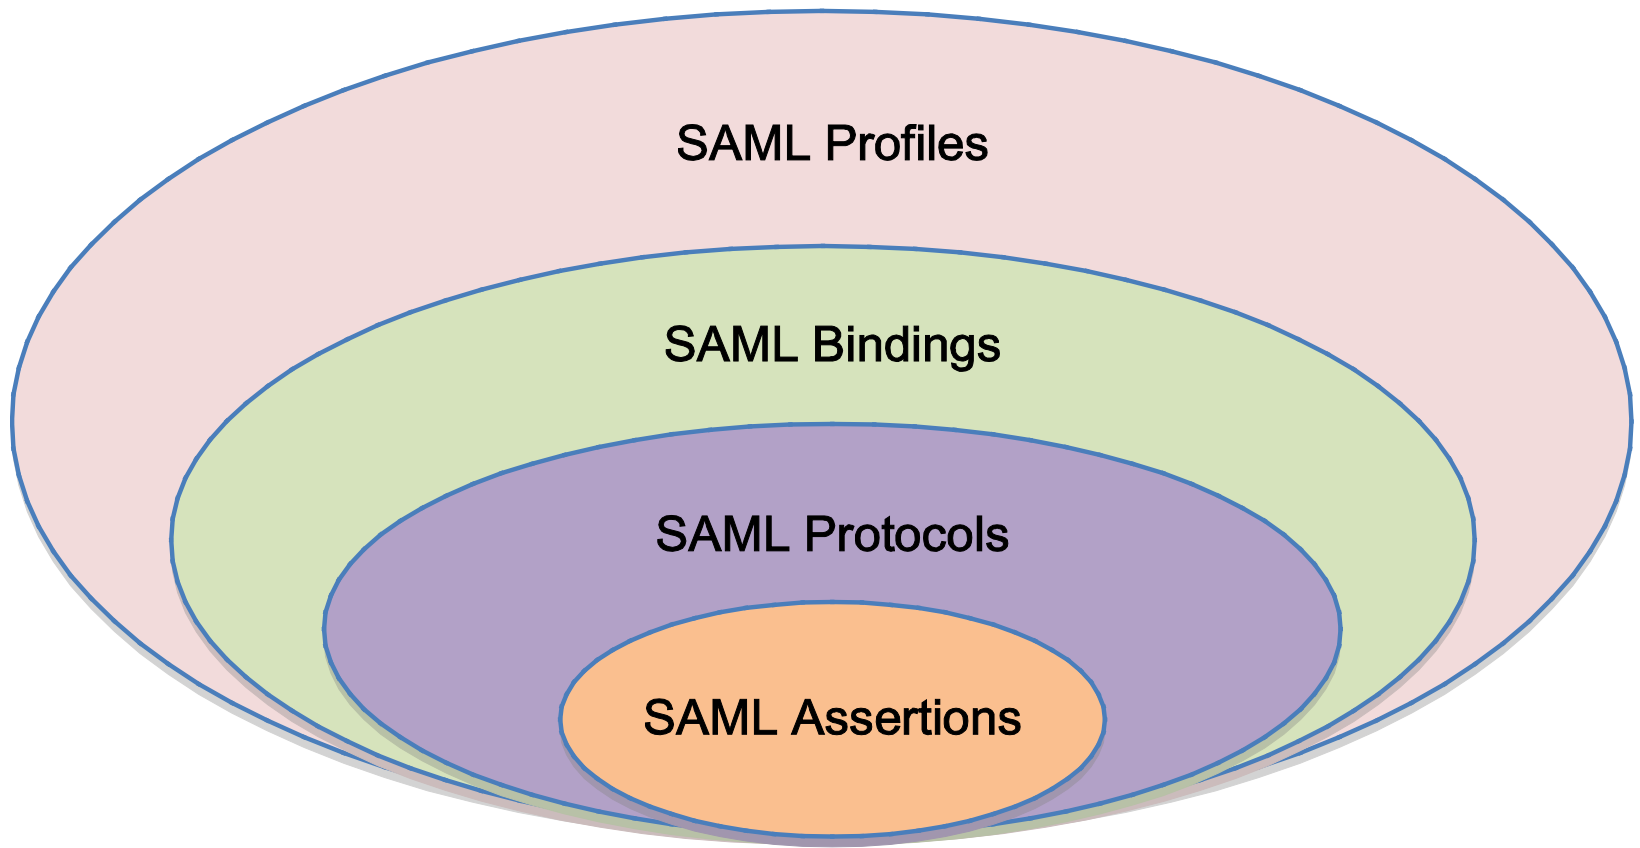 SAML Profiles
SAML Bindings
SAML Protocols
SAML Assertions